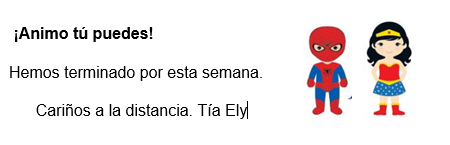 ¡Animo tú puedes!
Hemos terminado por esta semana.
Cariños a la distancia. Tía Ely